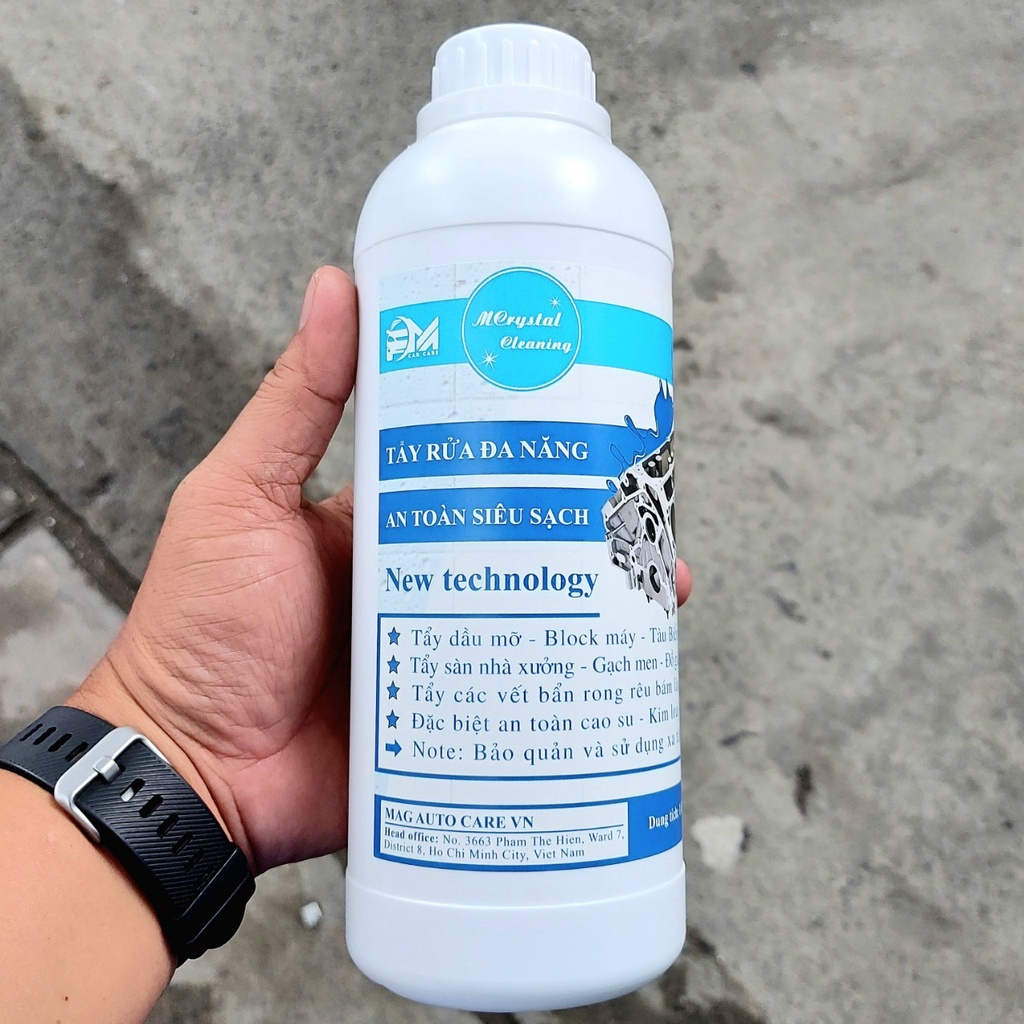 MCrystal
Cleaning
CAR CARE
TẨY RỬA ĐA NĂNG
AN TOÀN SIÊU SẠCH
New technology
Tẩy dầu mỡ - Block máy - Tàu
Tẩy sàn nhà xưởng - Gạch men -
Tẩy các vết bẩn rong rêu bám
Đặc biệt an toàn cao su - Kim
Note: Bảo quản và sử dụng xa
MAG AUTO CARE VN
Head office: No. 3663 Pham The Hien, Ward 7,
District 8, Ho Chi Minh City, Viet Nam
Dung tích: